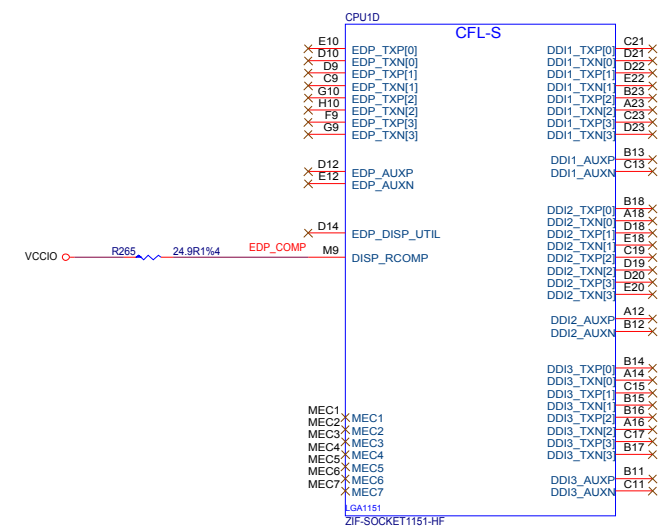 CPU1D
CFL-S
E10 EDP_TXP[0]
D10 EDP_TXN[0]
D9 EDP_TXP[1]
C9 EDP_TXN[1]
G10 EDP_TXP[2]
H10 EDP_TXN[2]
F9 EDP_TXP[3]
G9 EDP_TXN[3]
D12 EDP_AUXP
E12 EDP_AUXN
D14 EDP_DISP_UTIL
VCCIO R265 24.9R1%4 EDP_COMP M9 DISP_RCOMP
MEC1 MEC1
MEC2 MEC2
MEC3 MEC3
MEC4 MEC4
MEC5 MEC5
MEC6 MEC6
MEC7 MEC7
DDI1_TXP[0] C21
DDI1_TXN[0] D21
DDI1_TXP[1] D22
DDI1_TXN[1] E22
DDI1_TXP[2] B23
DDI1_TXN[2] A23
DDI1_TXP[3] C23
DDI1_TXN[3] D23
DDI1_AUXP B13
DDI1_AUXN C13
DDI2_TXP[0] B18
DDI2_TXN[0] A18
DDI2_TXP[1] D18
DDI2_TXN[1] E18
DDI2_TXP[2] C19
DDI2_TXN[2] D19
DDI2_TXP[3] D20
DDI2_TXN[3] E20
DDI2_AUXP A12
DDI2_AUXN B12
DDI3_TXP[0] B14
DDI3_TXN[0] A14
DDI3_TXP[1] C15
DDI3_TXN[1] B15
DDI3_TXP[2] B16
DDI3_TXN[2] A16
DDI3_TXP[3] C17
DDI3_TXN[3] B17
DDI3_AUXP B11
DDI3_AUXN C11
LGA1151
ZIF-SOCKET1151-HF